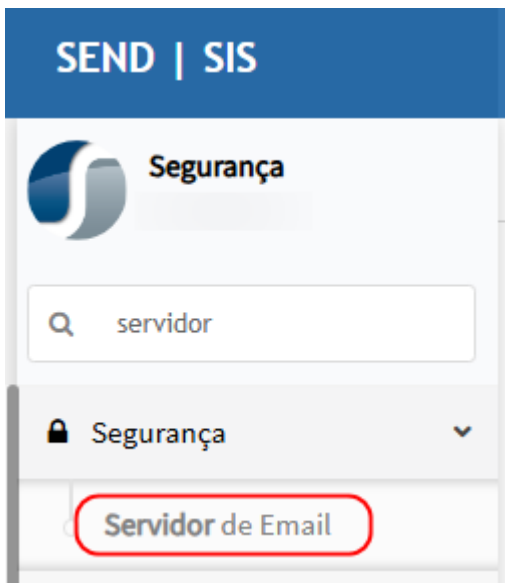 SEND | SIS
Segurança
servidor
Segurança
Servidor de Email